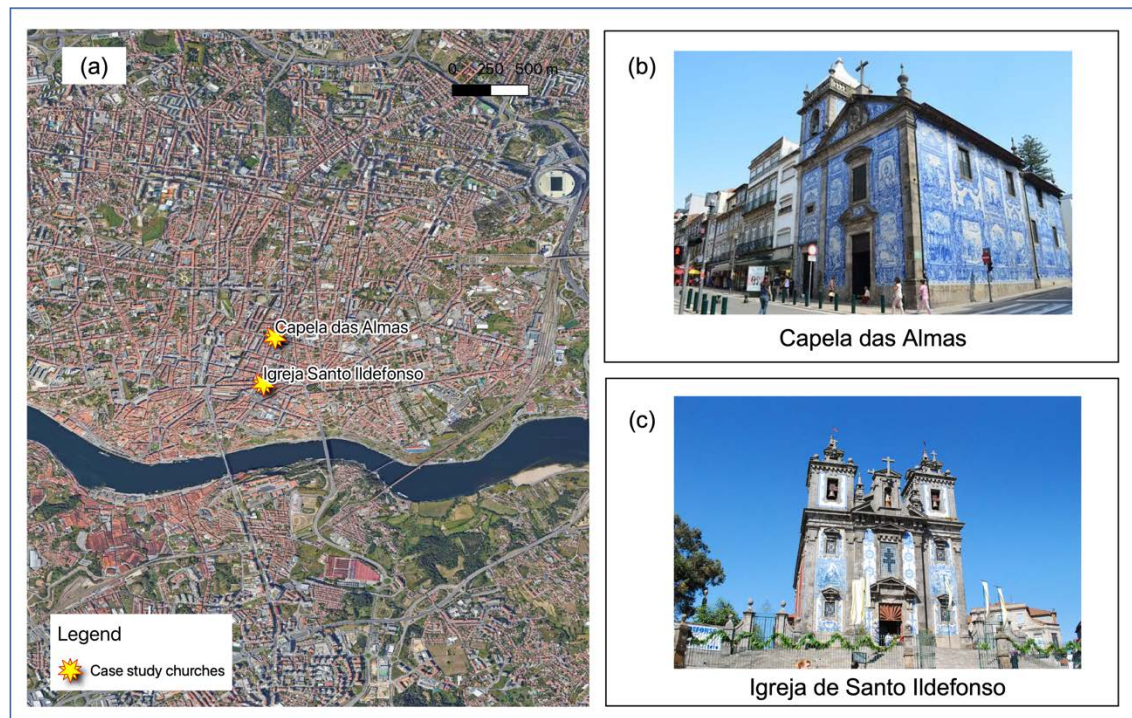 (a)
0 250 500 m
Capela das Almas
Igreja Santo Ildefonso
Legend
Case study churches
(b)
Capela das Almas
(c)
Igreja de Santo Ildefonso